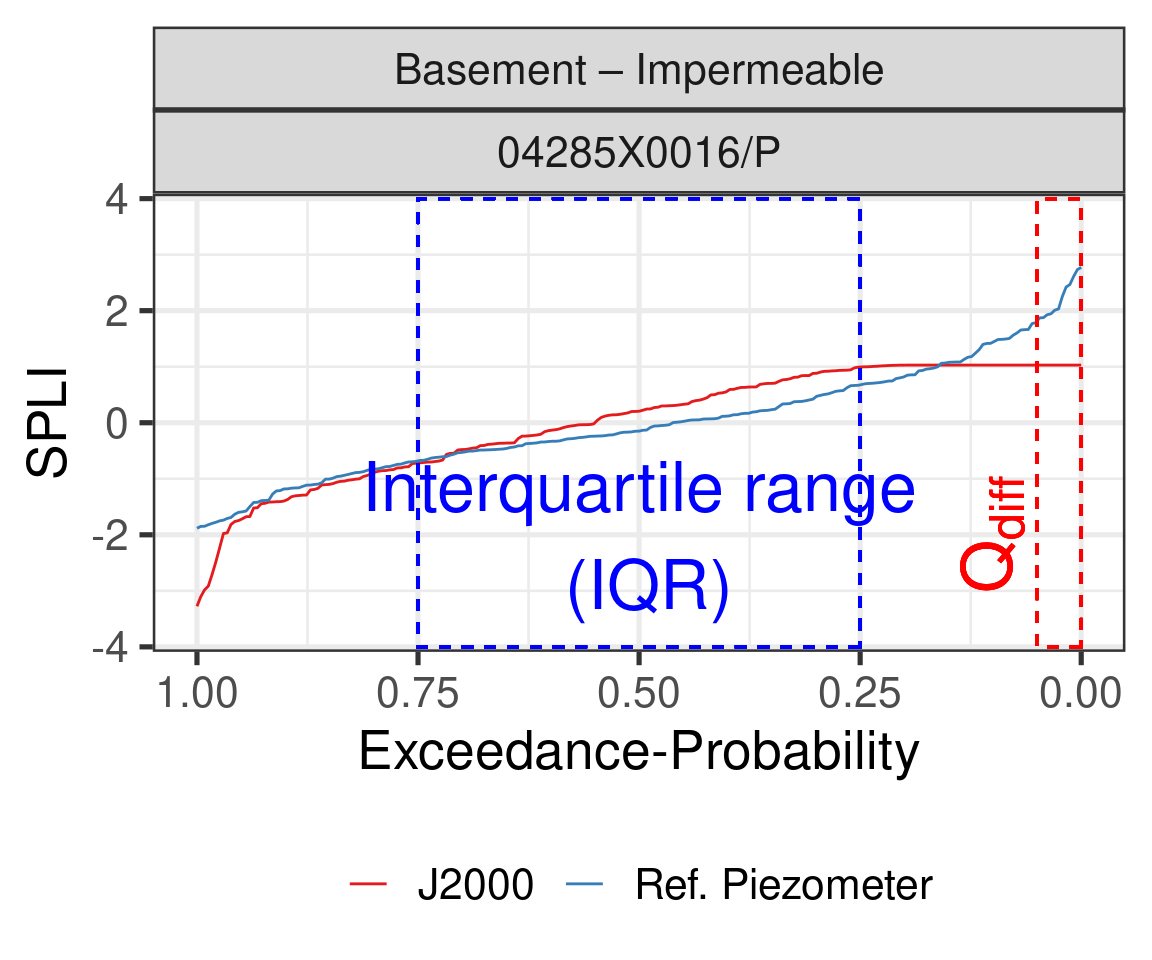 Basement – Impermeable
04285X0016/P
4
2
0
-2
-4
SPLI
Interquartile range
(IQR)
Qdiff
1.00 0.75 0.50 0.25 0.00
Exceedance-Probability
J2000 Ref. Piezometer